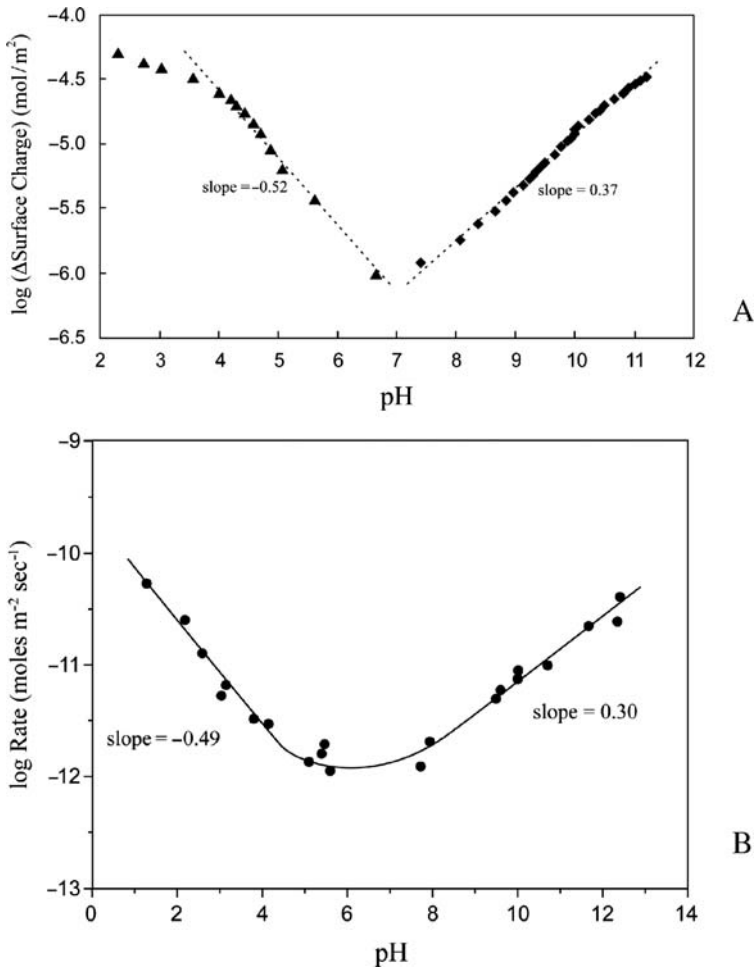 −4.0
−4.5
−5.0
−5.5
−6.0
−6.5
log (ΔSurface Charge) (mol/m²)
slope = −0.52
slope = 0.37
2 3 4 5 6 7 8 9 10 11 12
pH
A
−9
−10
−11
−12
−13
log Rate (moles m⁻² sec⁻¹)
slope = −0.49
slope = 0.30
0 2 4 6 8 10 12 14
pH
B